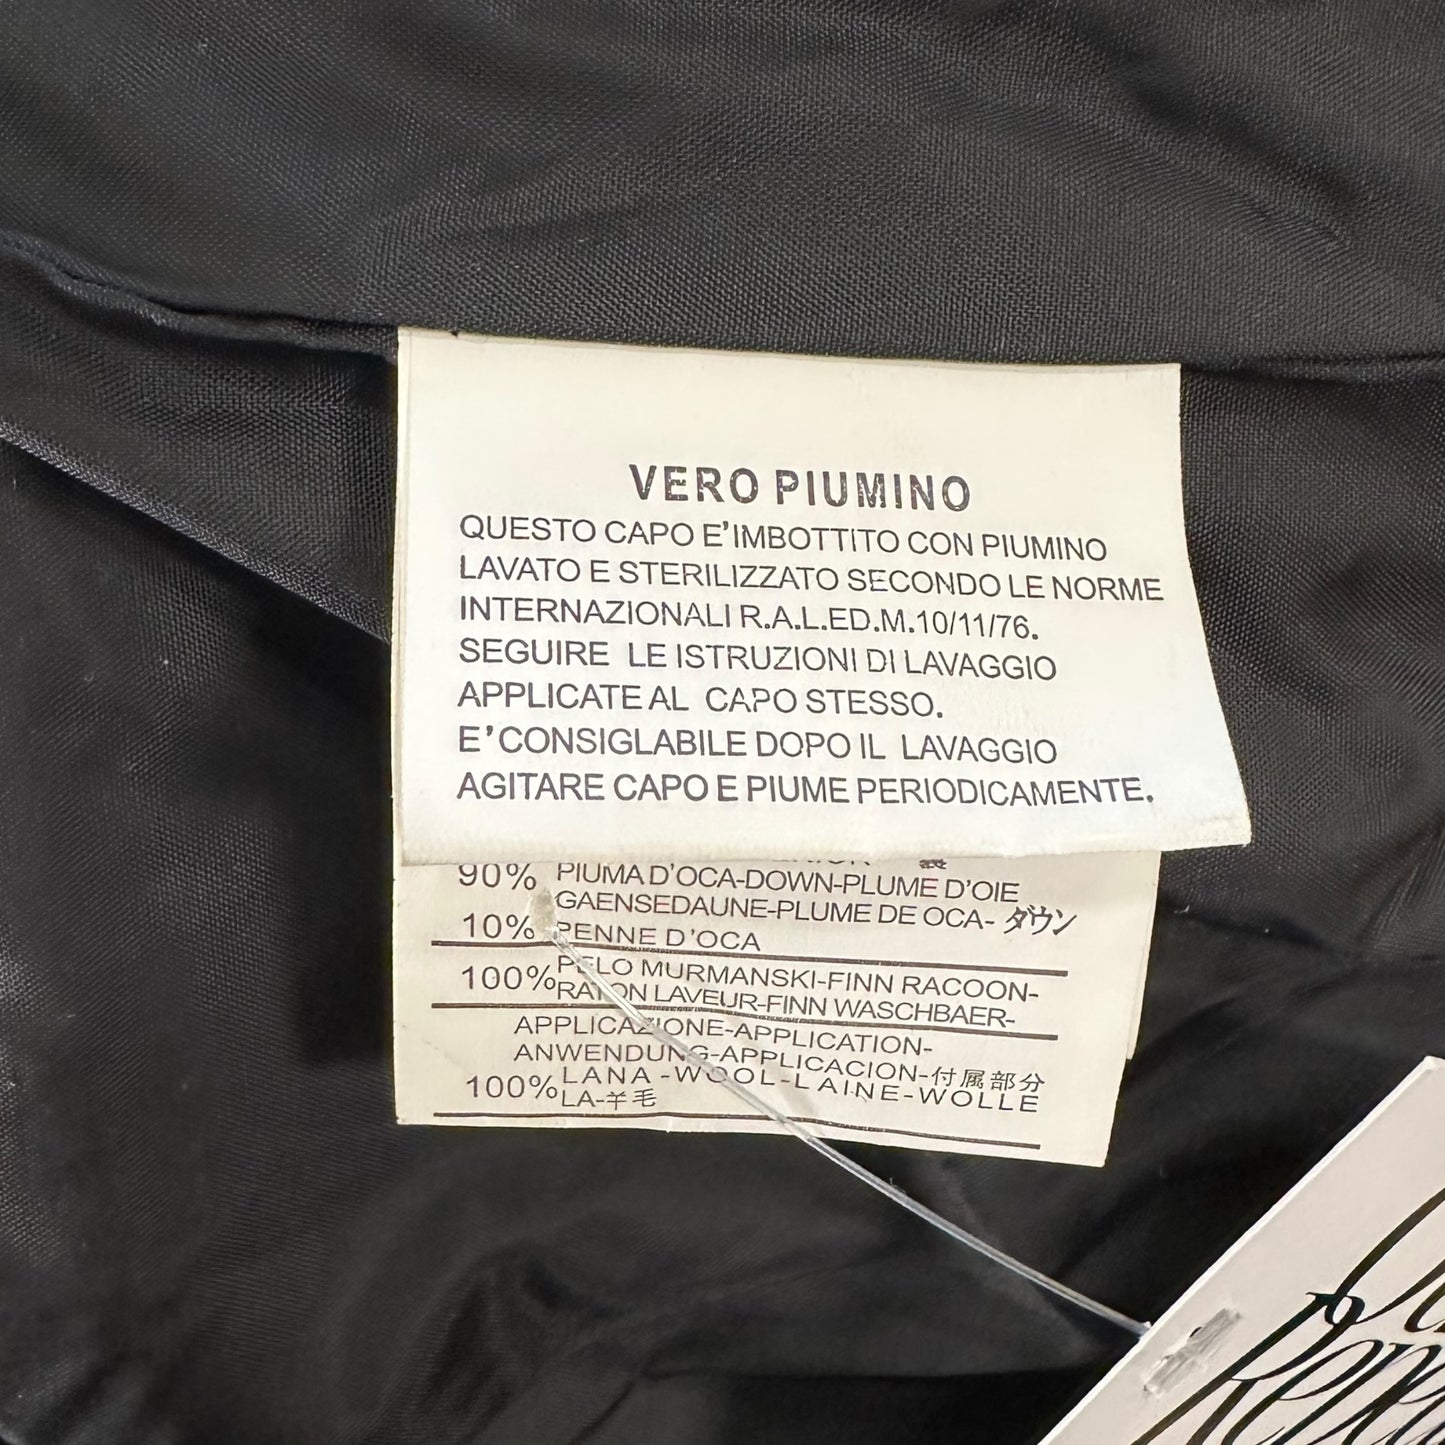 VERO PIUMINO
QUESTO CAPO E'IMBOTTITO CON PIUMINO
LAVATO E STERILIZZATO SECONDO LE NORME
INTERNAZIONALI R.A.L.ED.M.10/11/76.
SEGUIRE LE ISTRUZIONI DI LAVAGGIO
APPLICATE AL CAPO STESSO.
E'CONSIGLABILE DOPO IL LAVAGGIO
AGITARE CAPO E PIUME PERIODICAMENTE.
90% PIUMA D'OCA-DOWN-PLUME D'OIE
GAENSEDAUNE-PLUME DE OCA- ダウン
10% PENNE D'OCA
100% PELO MURMANSKI-FINN RACOON-
RATON LAVEUR-FINN WASCHBAER-
APPLICAZIONE-APPLICATION-
ANWENDUNG-APPLICACION-付属部分
100% LANA-WOOL-LAINE-WOLLE
LA-羊毛